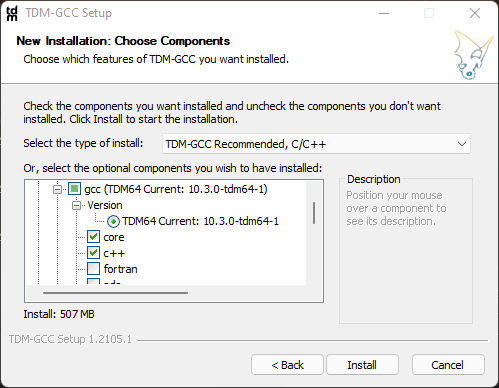 tdm
TDM-GCC Setup
New Installation: Choose Components
Choose which features of TDM-GCC you want installed.
Check the components you want installed and uncheck the components you don't want
installed. Click Install to start the installation.
Select the type of install:
TDM-GCC Recommended, C/C++
Or, select the optional components you wish to have installed:
gcc (TDM64 Current: 10.3.0-tdm64-1)
Version
TDM64 Current: 10.3.0-tdm64-1
core
c++
fortran
Description
Position your mouse
over a component to
see its description.
Install: 507 MB
TDM-GCC Setup 1.2105.1
< Back
Install
Cancel